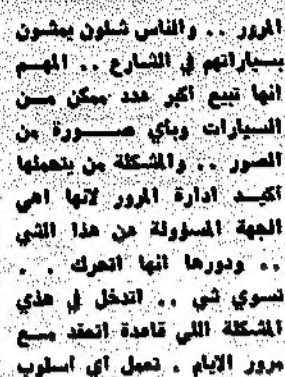 المرور .. والناس شلون يمشون
بسياراتهم في الشارع .. المهم
انها تبيع اكبر عدد ممكن من
السيارات وبأي صورة من
الصور .. والمشكلة من يتحملها
أكيد ادارة المرور لانها اهي
الجهة المسؤولة عن هذا الشي
.. ودورها انها اتحرك . .
تسوي شي .. اتدخل في هذي
المشكلة اللي قاعدة اتعقد مع
مرور الايام . تعمل أي اسلوب